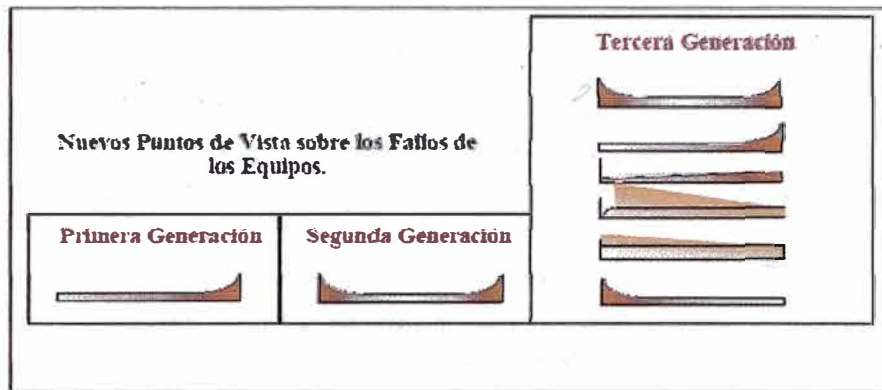 Tercera Generación
Nuevos Puntos de Vista sobre los Fallos de
los Equipos.
Primera Generación
Segunda Generación